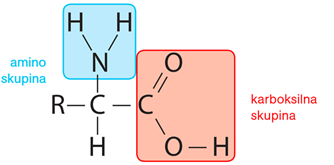 H H
amino
skupina
N
O
R C C
karboksilna
skupina
H
O H